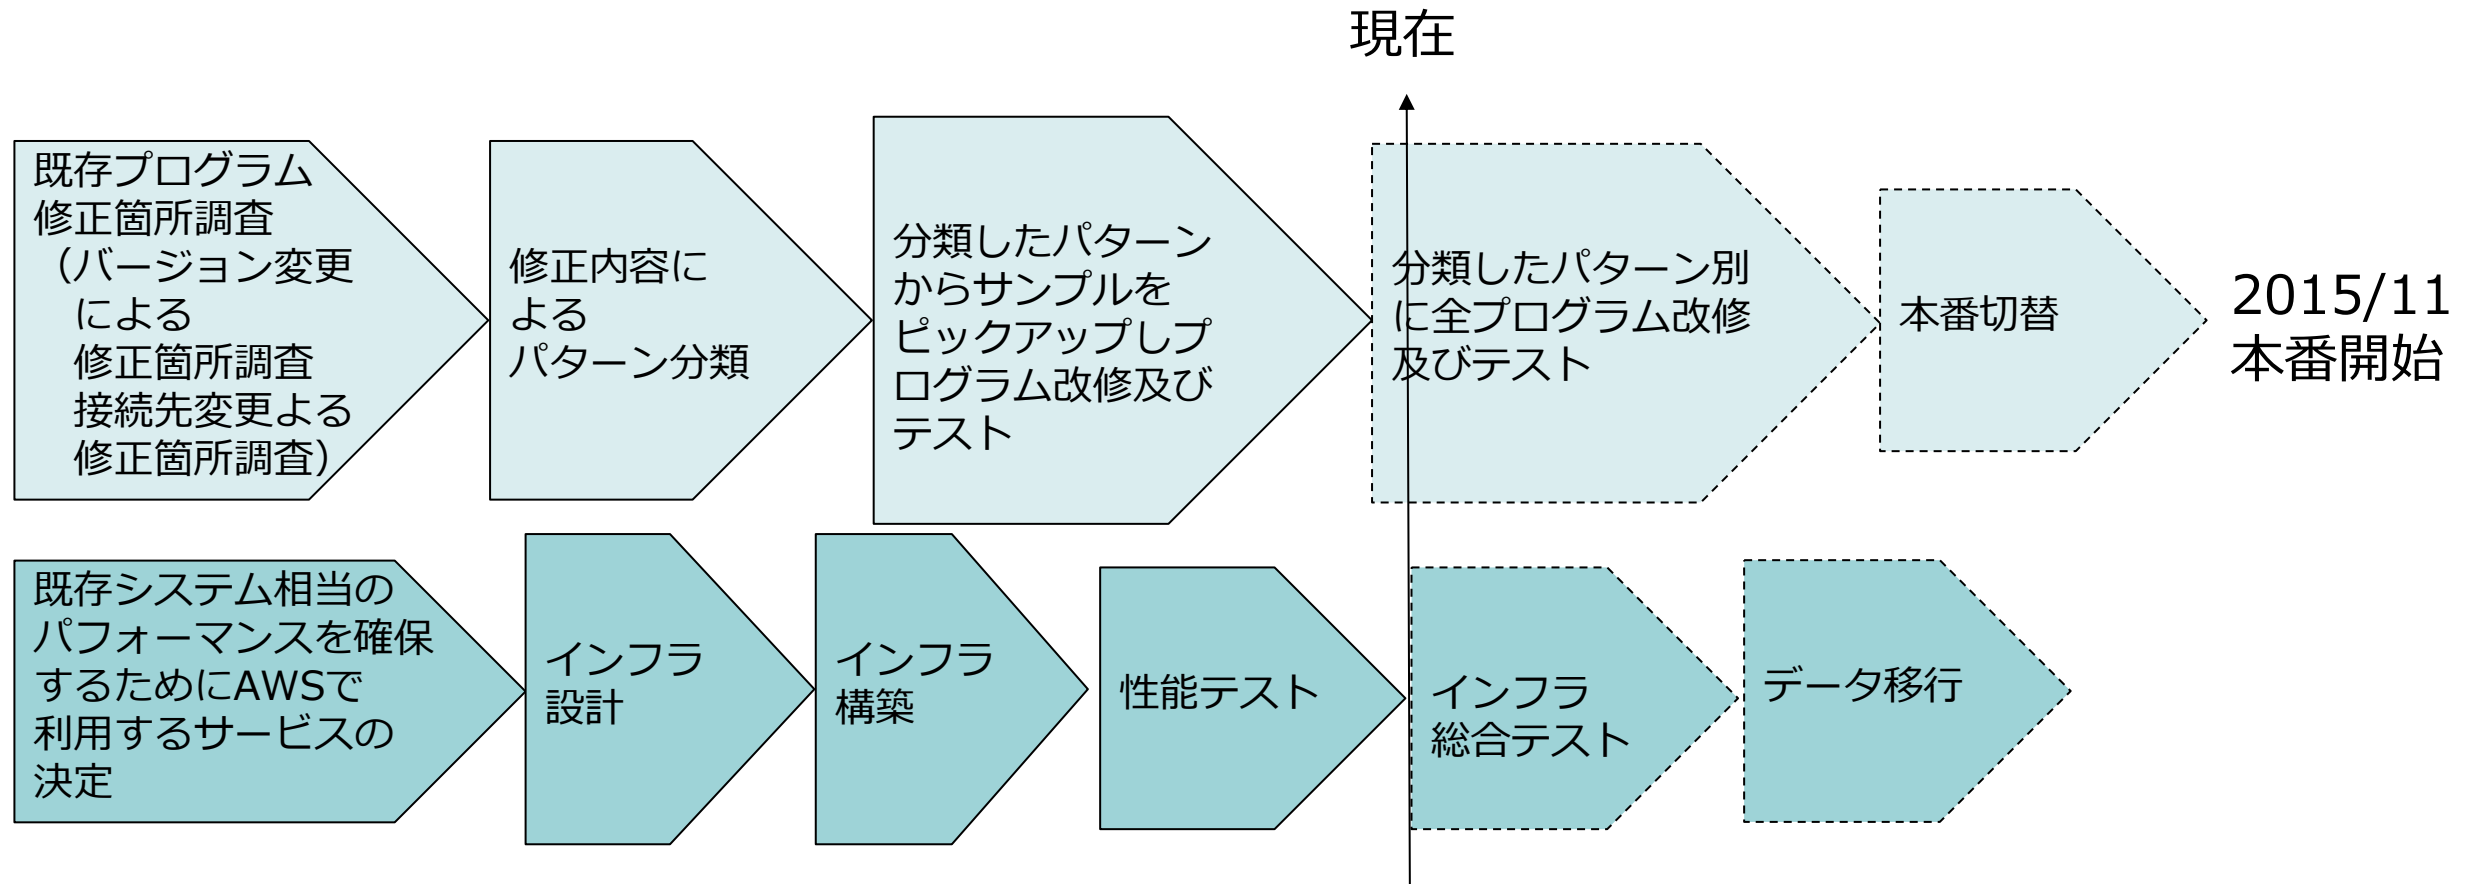 現在
既存プログラム
修正箇所調査
（バージョン変更
による
修正箇所調査
接続先変更よる
修正箇所調査）
修正内容に
よる
パターン分類
分類したパターン
からサンプルを
ピックアップしプ
ログラム改修及び
テスト
分類したパターン別
に全プログラム改修
及びテスト
本番切替
2015/11
本番開始
既存システム相当の
パフォーマンスを確保
するためにAWSで
利用するサービスの
決定
インフラ
設計
インフラ
構築
性能テスト
インフラ
総合テスト
データ移行